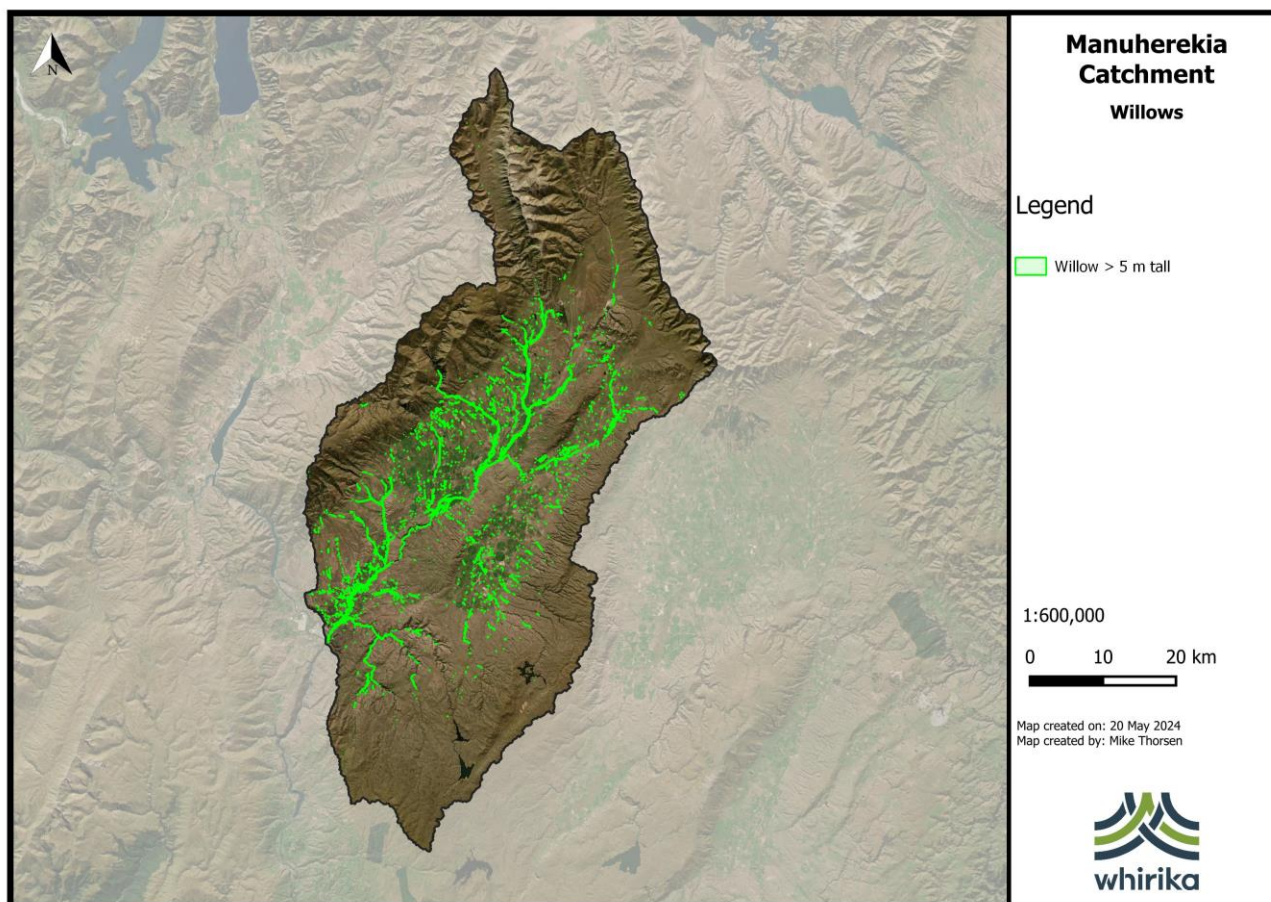 N
Manuherekia
Catchment
Willows
Legend
Willow > 5 m tall
1:600,000
0 10 20 km
Map created on: 20 May 2024
Map created by: Mike Thorsen
whirika